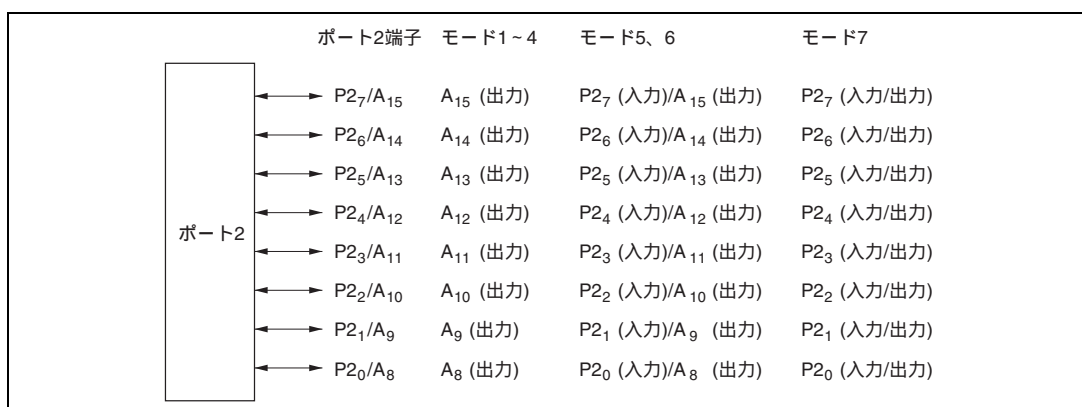 ポート2端子 モード1~4 モード5、6 モード7
P2₇/A₁₅ A₁₅ (出力) P2₇ (入力)/A₁₅ (出力) P2₇ (入力/出力)
P2₆/A₁₄ A₁₄ (出力) P2₆ (入力)/A₁₄ (出力) P2₆ (入力/出力)
P2₅/A₁₃ A₁₃ (出力) P2₅ (入力)/A₁₃ (出力) P2₅ (入力/出力)
P2₄/A₁₂ A₁₂ (出力) P2₄ (入力)/A₁₂ (出力) P2₄ (入力/出力)
ポート2
P2₃/A₁₁ A₁₁ (出力) P2₃ (入力)/A₁₁ (出力) P2₃ (入力/出力)
P2₂/A₁₀ A₁₀ (出力) P2₂ (入力)/A₁₀ (出力) P2₂ (入力/出力)
P2₁/A₉ A₉ (出力) P2₁ (入力)/A₉ (出力) P2₁ (入力/出力)
P2₀/A₈ A₈ (出力) P2₀ (入力)/A₈ (出力) P2₀ (入力/出力)